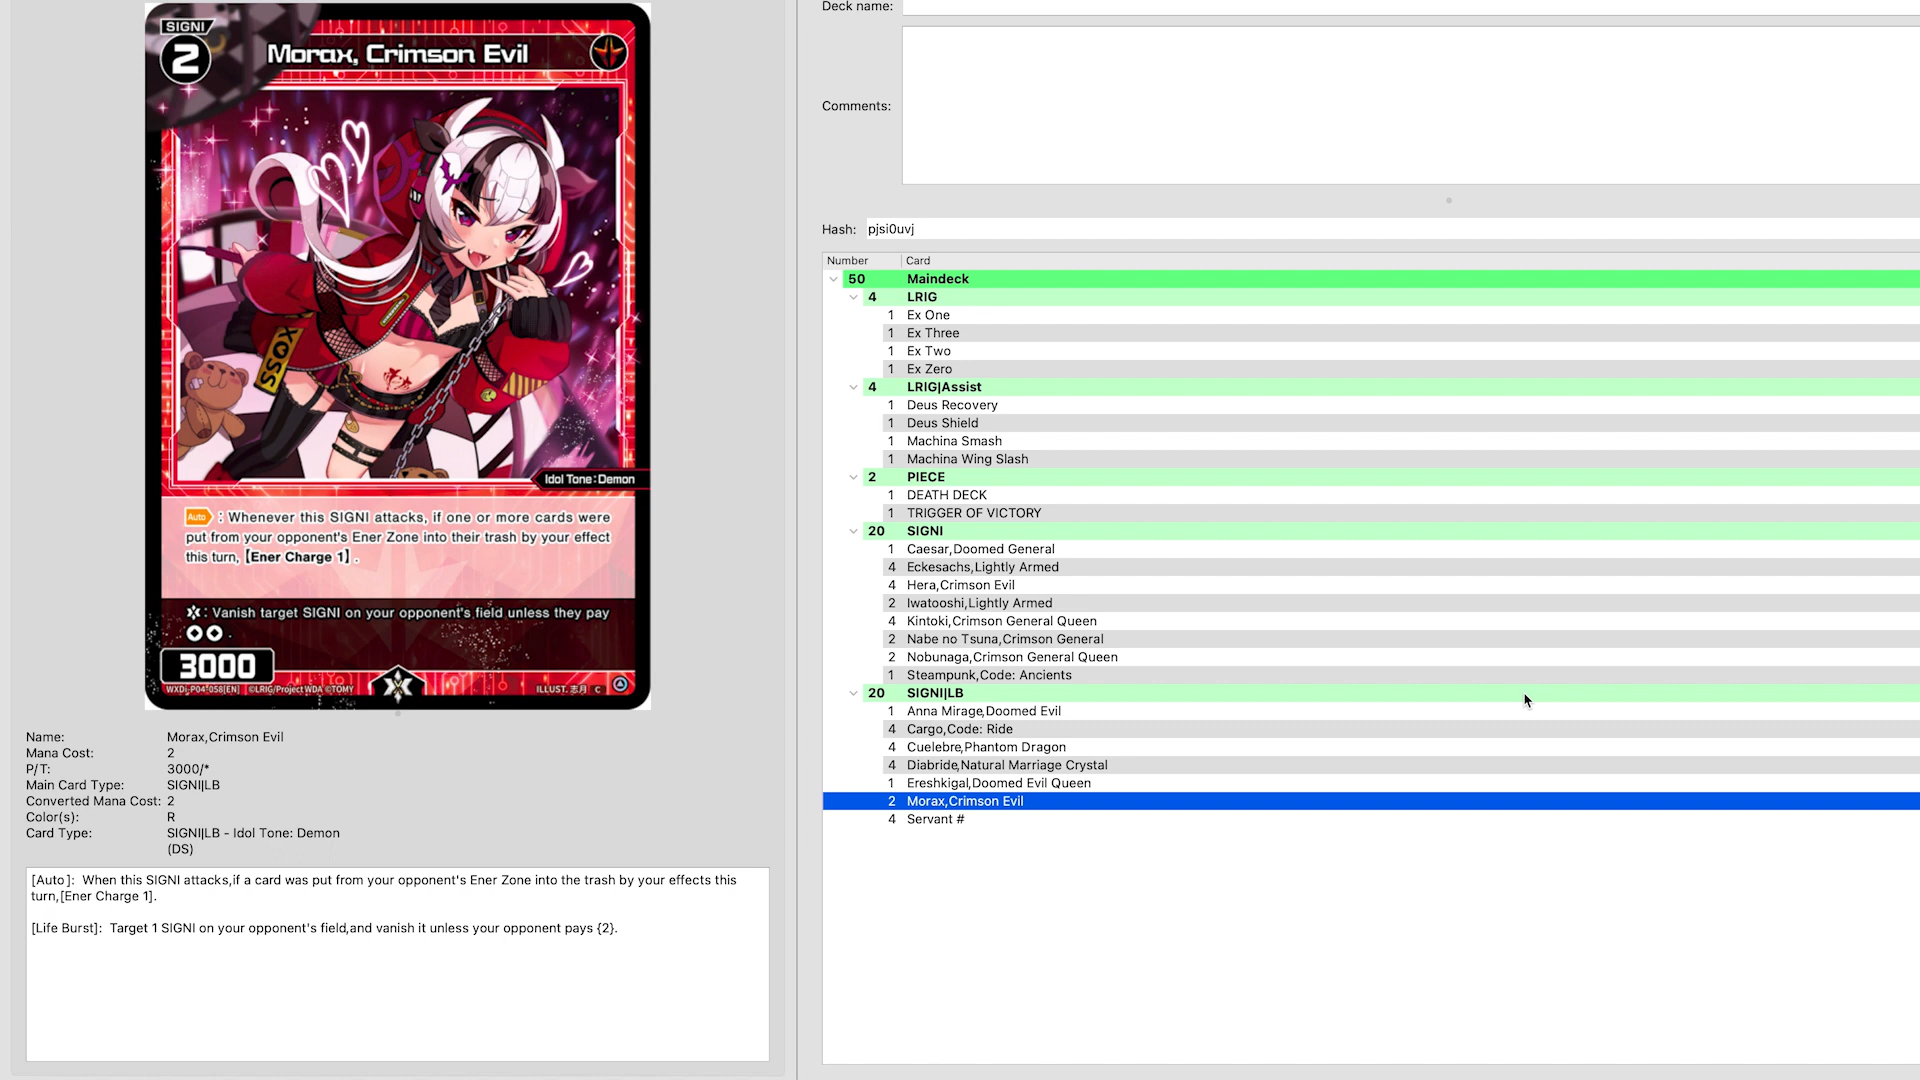 SIGNI
2
Morax, Crimson Evil
XOSS
Idol Tone:Demon
Auto : Whenever this SIGNI attacks, if one or more cards were
put from your opponent's Ener Zone into their trash by your effect
this turn, 【Ener Charge 1】.
: Vanish target SIGNI on your opponent's field unless they pay
.
3000
WXDi-P04-058[EN] ©LRIG/Project WDA ©TOMY ILLUST. 志月 C
Name: Morax,Crimson Evil
Mana Cost: 2
P/T: 3000/*
Main Card Type: SIGNI|LB
Converted Mana Cost: 2
Color(s): R
Card Type: SIGNI|LB - Idol Tone: Demon
(DS)
[Auto]: When this SIGNI attacks,if a card was put from your opponent's Ener Zone into the trash by your effects this
turn,[Ener Charge 1].
[Life Burst]: Target 1 SIGNI on your opponent's field,and vanish it unless your opponent pays {2}.
Deck name:
Comments:
Hash: pjsi0uvj
Number Card
50 Maindeck
4 LRIG
1 Ex One
1 Ex Three
1 Ex Two
1 Ex Zero
4 LRIG|Assist
1 Deus Recovery
1 Deus Shield
1 Machina Smash
1 Machina Wing Slash
2 PIECE
1 DEATH DECK
1 TRIGGER OF VICTORY
20 SIGNI
1 Caesar,Doomed General
4 Eckesachs,Lightly Armed
4 Hera,Crimson Evil
2 Iwatooshi,Lightly Armed
4 Kintoki,Crimson General Queen
2 Nabe no Tsuna,Crimson General
2 Nobunaga,Crimson General Queen
1 Steampunk,Code: Ancients
20 SIGNI|LB
1 Anna Mirage,Doomed Evil
4 Cargo,Code: Ride
4 Cuelebre,Phantom Dragon
4 Diabride,Natural Marriage Crystal
1 Ereshkigal,Doomed Evil Queen
2 Morax,Crimson Evil
4 Servant #